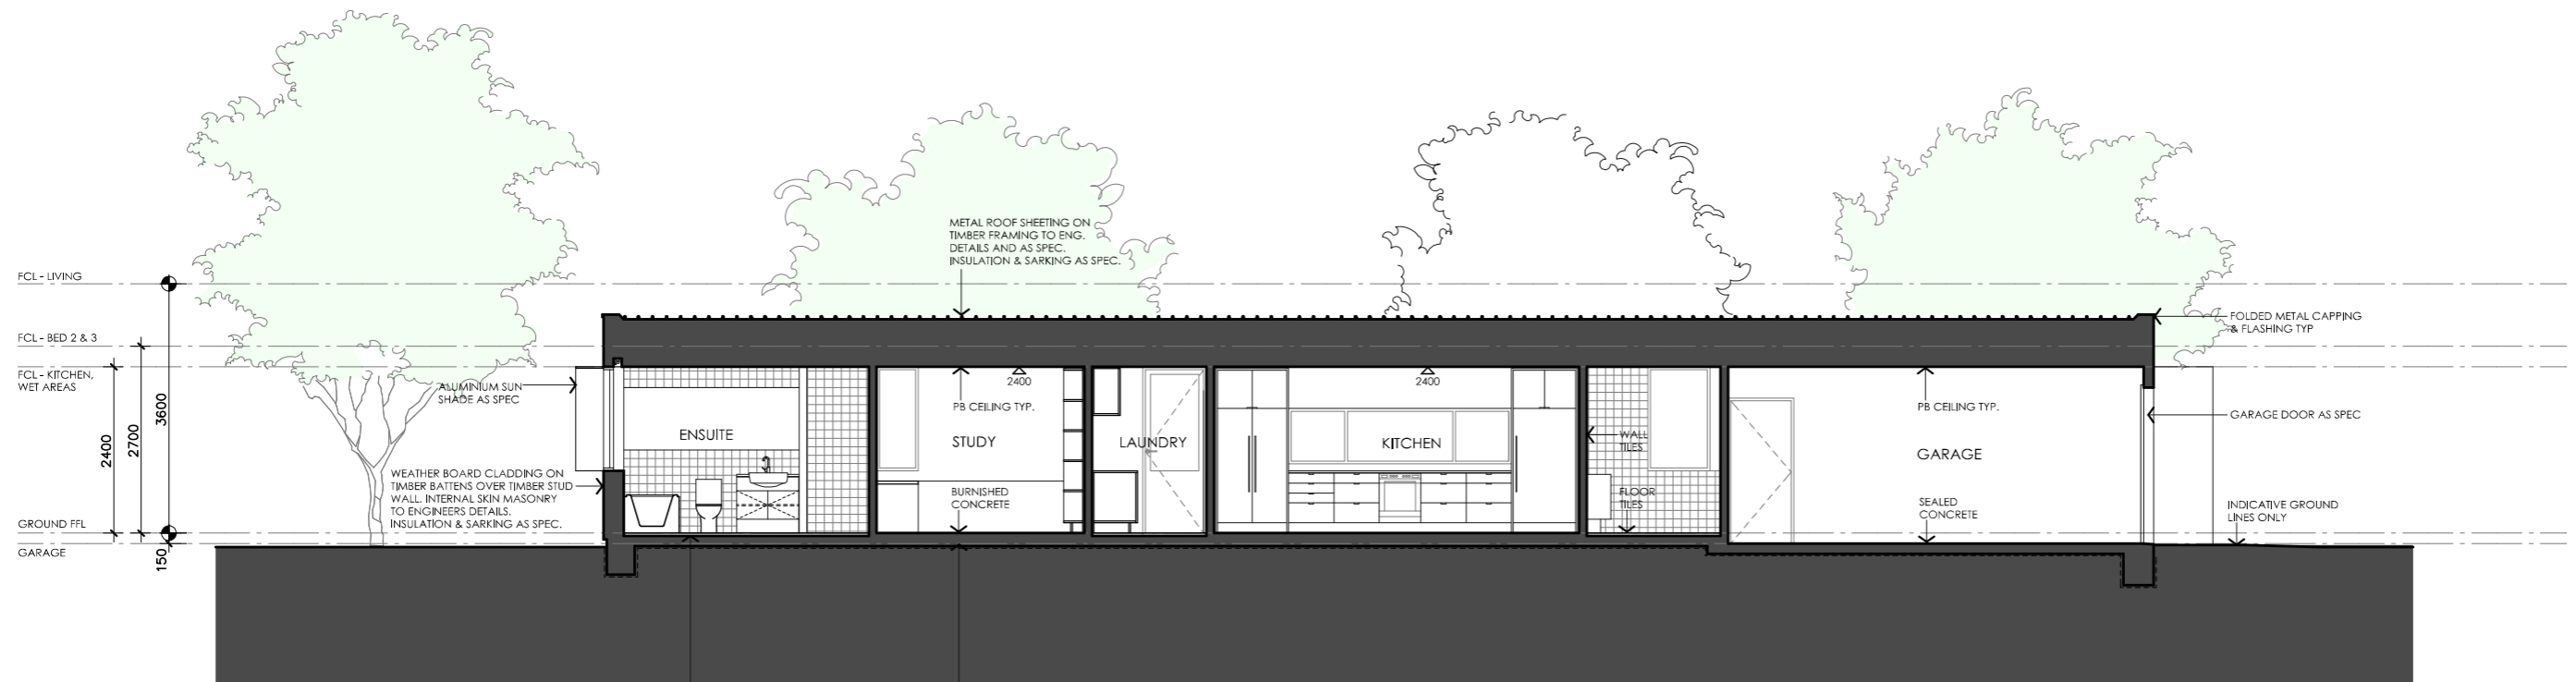 METAL ROOF SHEETING ON
TIMBER FRAMING TO ENG.
DETAILS AND AS SPEC.
INSULATION & SARKING AS SPEC.
FCL - LIVING
FCL - BED 2 & 3
FCL - KITCHEN,
WET AREAS
2400
2700
3600
GROUND FFL
GARAGE
150
ALUMINIUM SUN
SHADE AS SPEC
WEATHER BOARD CLADDING ON
TIMBER BATTENS OVER TIMBER STUD
WALL. INTERNAL SKIN MASONRY
TO ENGINEERS DETAILS.
INSULATION & SARKING AS SPEC.
ENSUITE
2400
PB CEILING TYP.
STUDY
BURNISHED
CONCRETE
LAUNDRY
2400
KITCHEN
WALL
TILES
FLOOR
TILES
PB CEILING TYP.
GARAGE
SEALED
CONCRETE
FOLDED METAL CAPPING
& FLASHING TYP
GARAGE DOOR AS SPEC
INDICATIVE GROUND
LINES ONLY